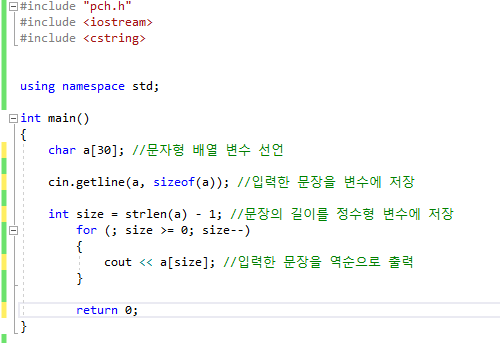 #include "pch.h"
#include <iostream>
#include <cstring>
using namespace std;
int main()
{
char a[30]; //문자형 배열 변수 선언
cin.getline(a, sizeof(a)); //입력한 문장을 변수에 저장
int size = strlen(a) - 1; //문장의 길이를 정수형 변수에 저장
for (; size >= 0; size--)
{
cout << a[size]; //입력한 문장을 역순으로 출력
}
return 0;
}